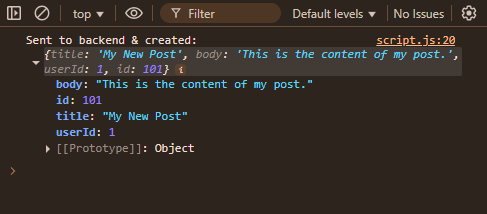 top
Filter
Default levels
No Issues
Sent to backend & created:
script.js:20
{title: 'My New Post', body: 'This is the content of my post.',
userId: 1, id: 101} i
body: "This is the content of my post."
id: 101
title: "My New Post"
userId: 1
[[Prototype]]: Object